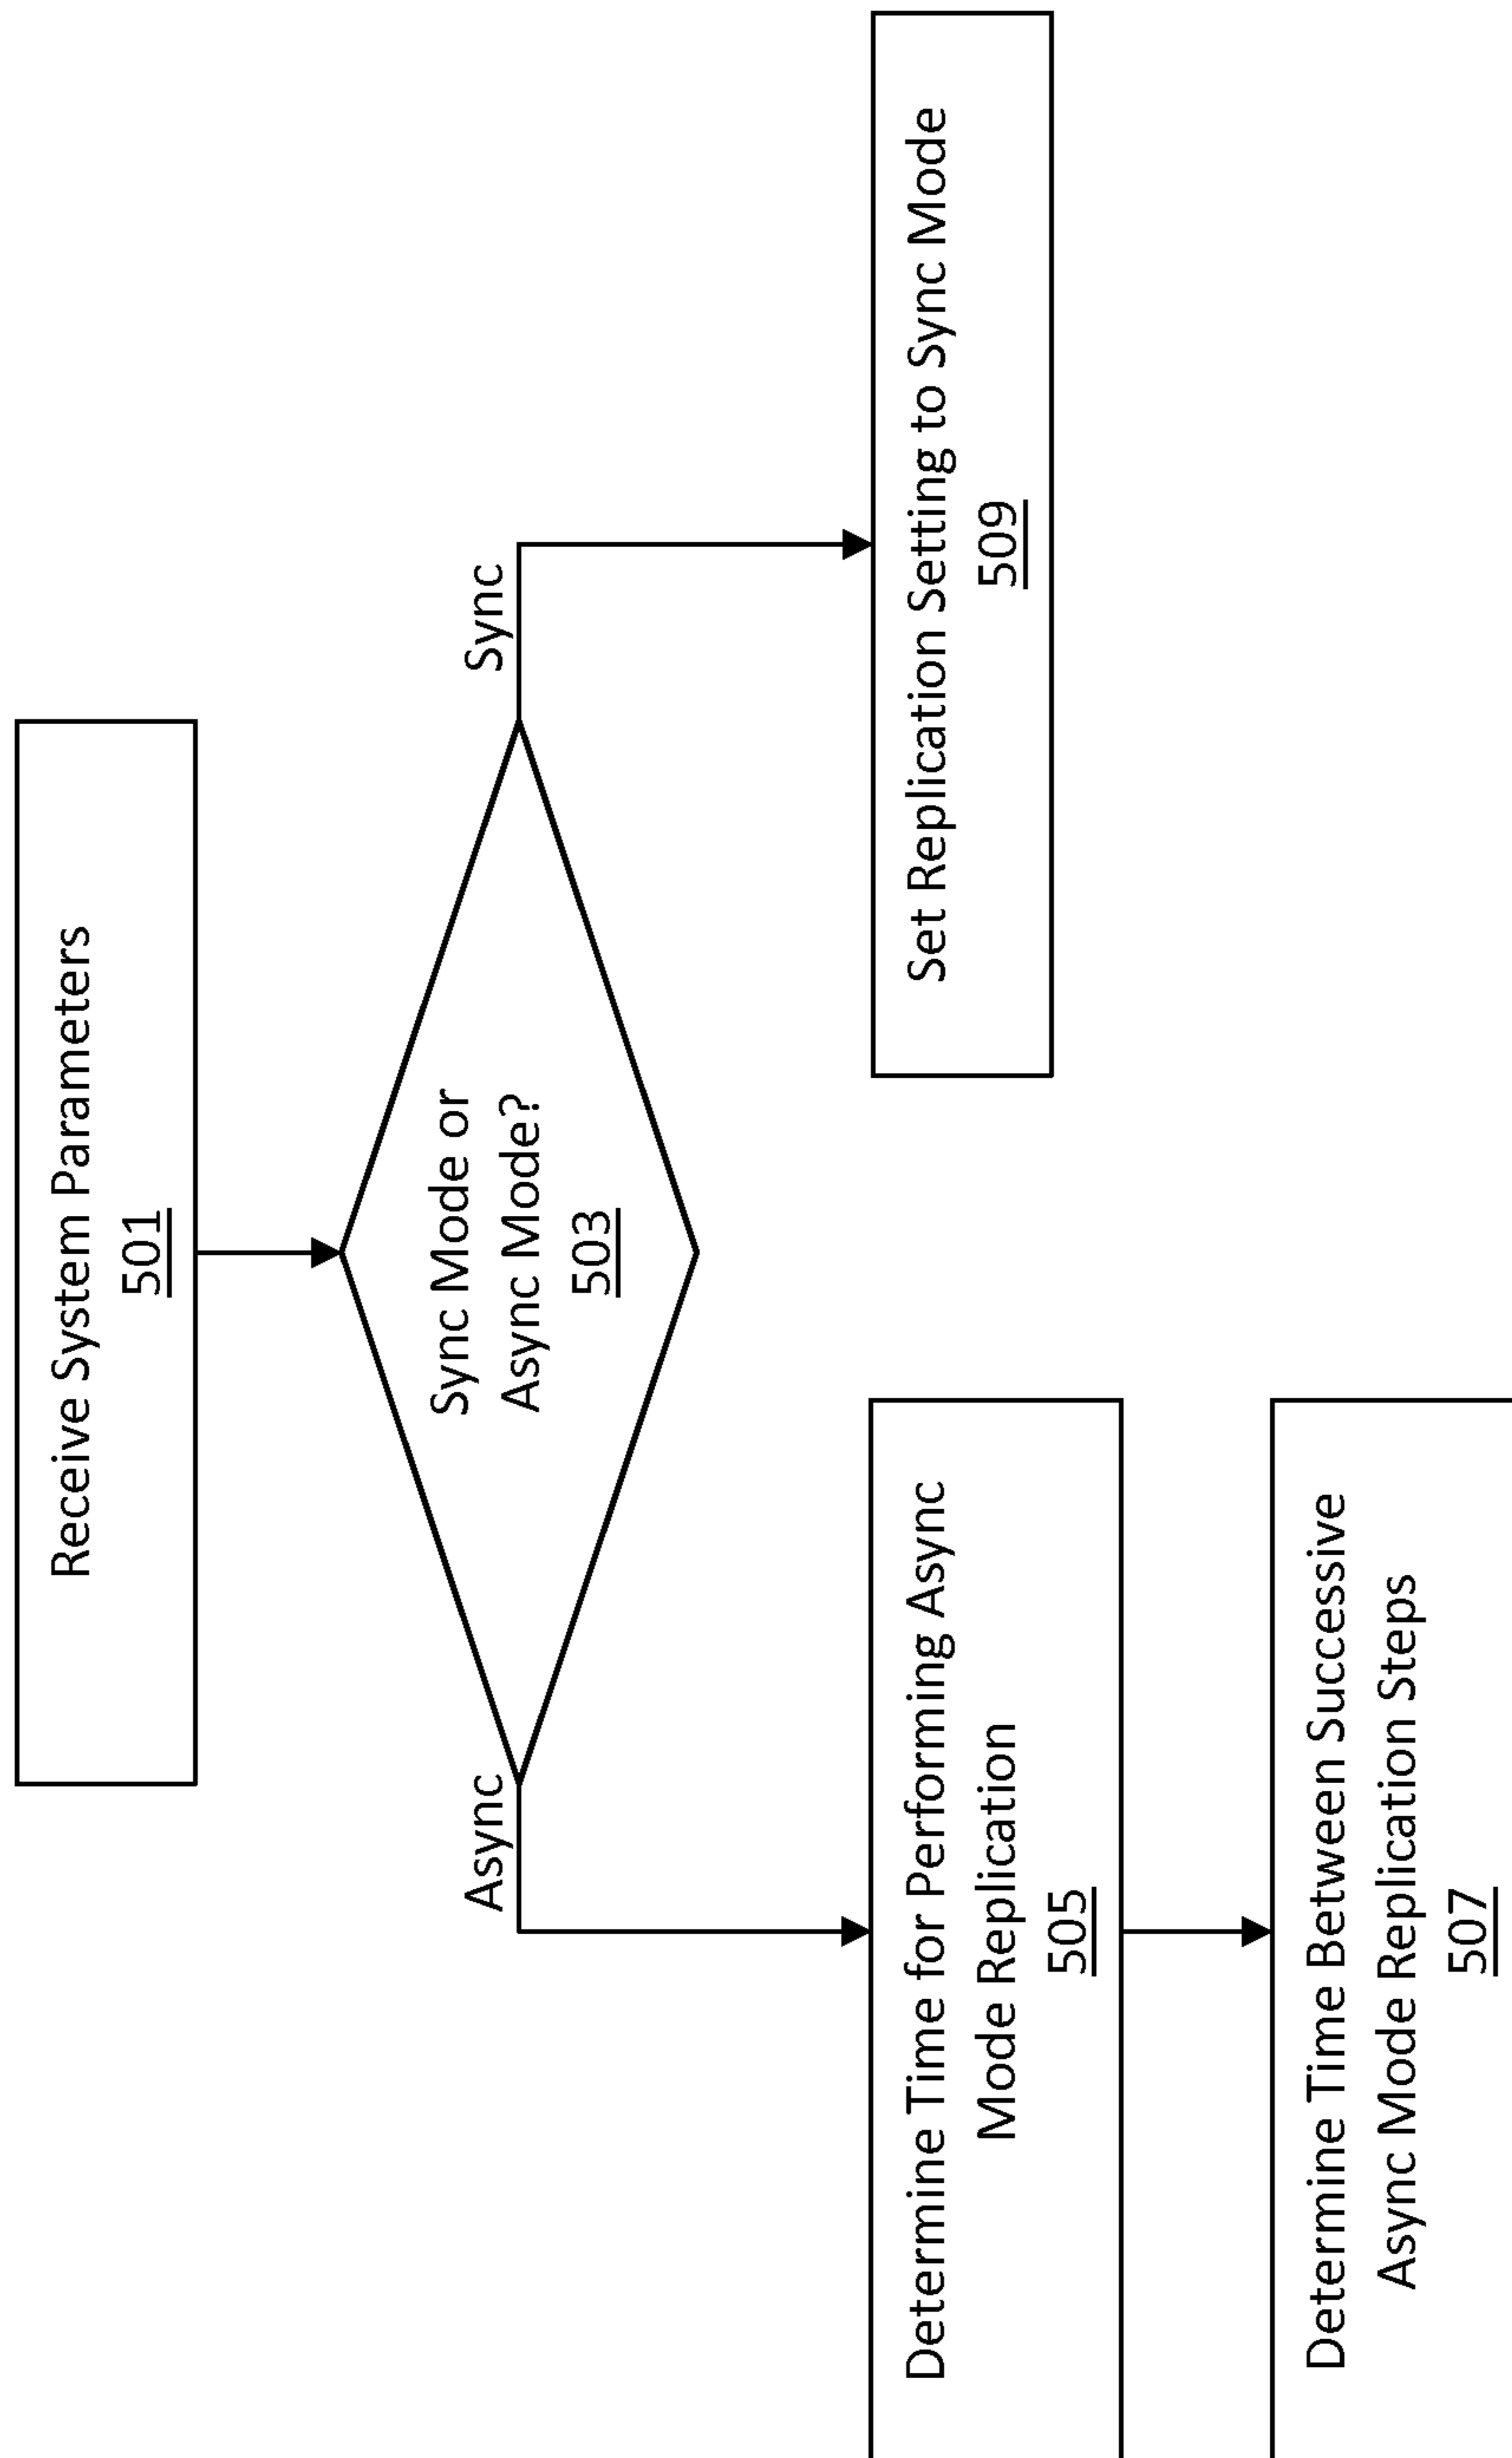 Receive System Parameters
501
Sync Mode or
Async Mode?
503
Async
Sync
Determine Time for Performing Async
Mode Replication
505
Set Replication Setting to Sync Mode
509
Determine Time Between Successive
Async Mode Replication Steps
507